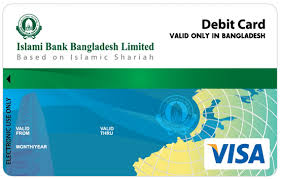 Debit Card
VALID ONLY IN BANGLADESH
Islami Bank Bangladesh Limited
Based on Islamic Shariah
ELECTRONIC USE ONLY
VALID FROM
VALID THRU
MONTH/YEAR
VISA